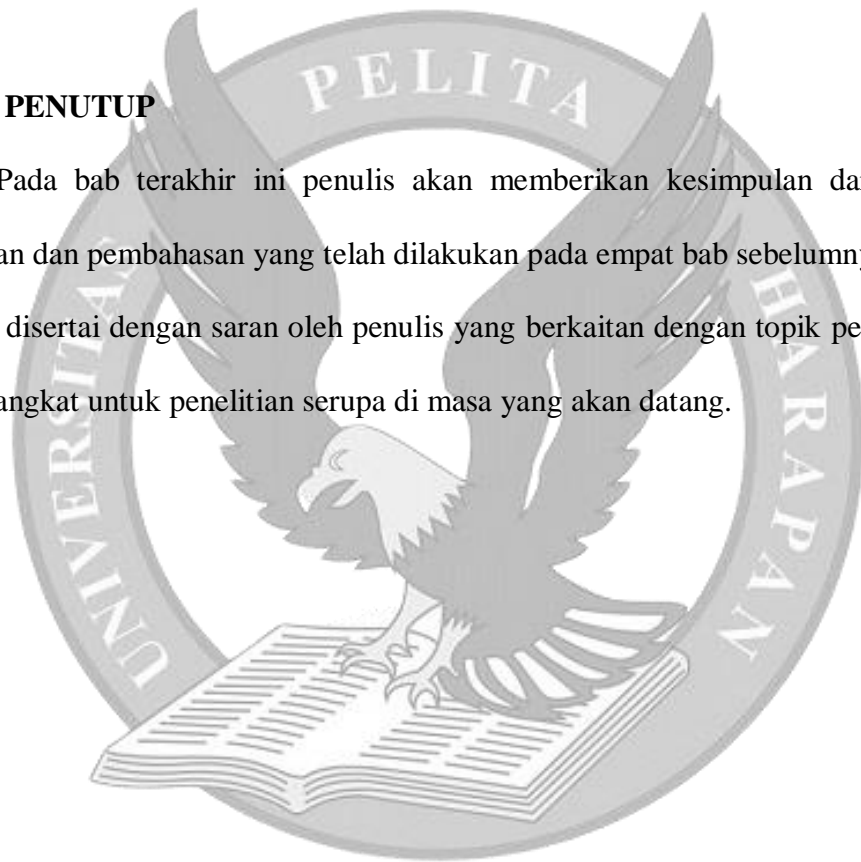 PELITA
PENUTUP
Pada bab terakhir ini penulis akan memberikan kesimpulan dar
an dan pembahasan yang telah dilakukan pada empat bab sebelumny
disertai dengan saran oleh penulis yang berkaitan dengan topik pe
angkat untuk penelitian serupa di masa yang akan datang.
UNIVERSITAS
HARAPAN